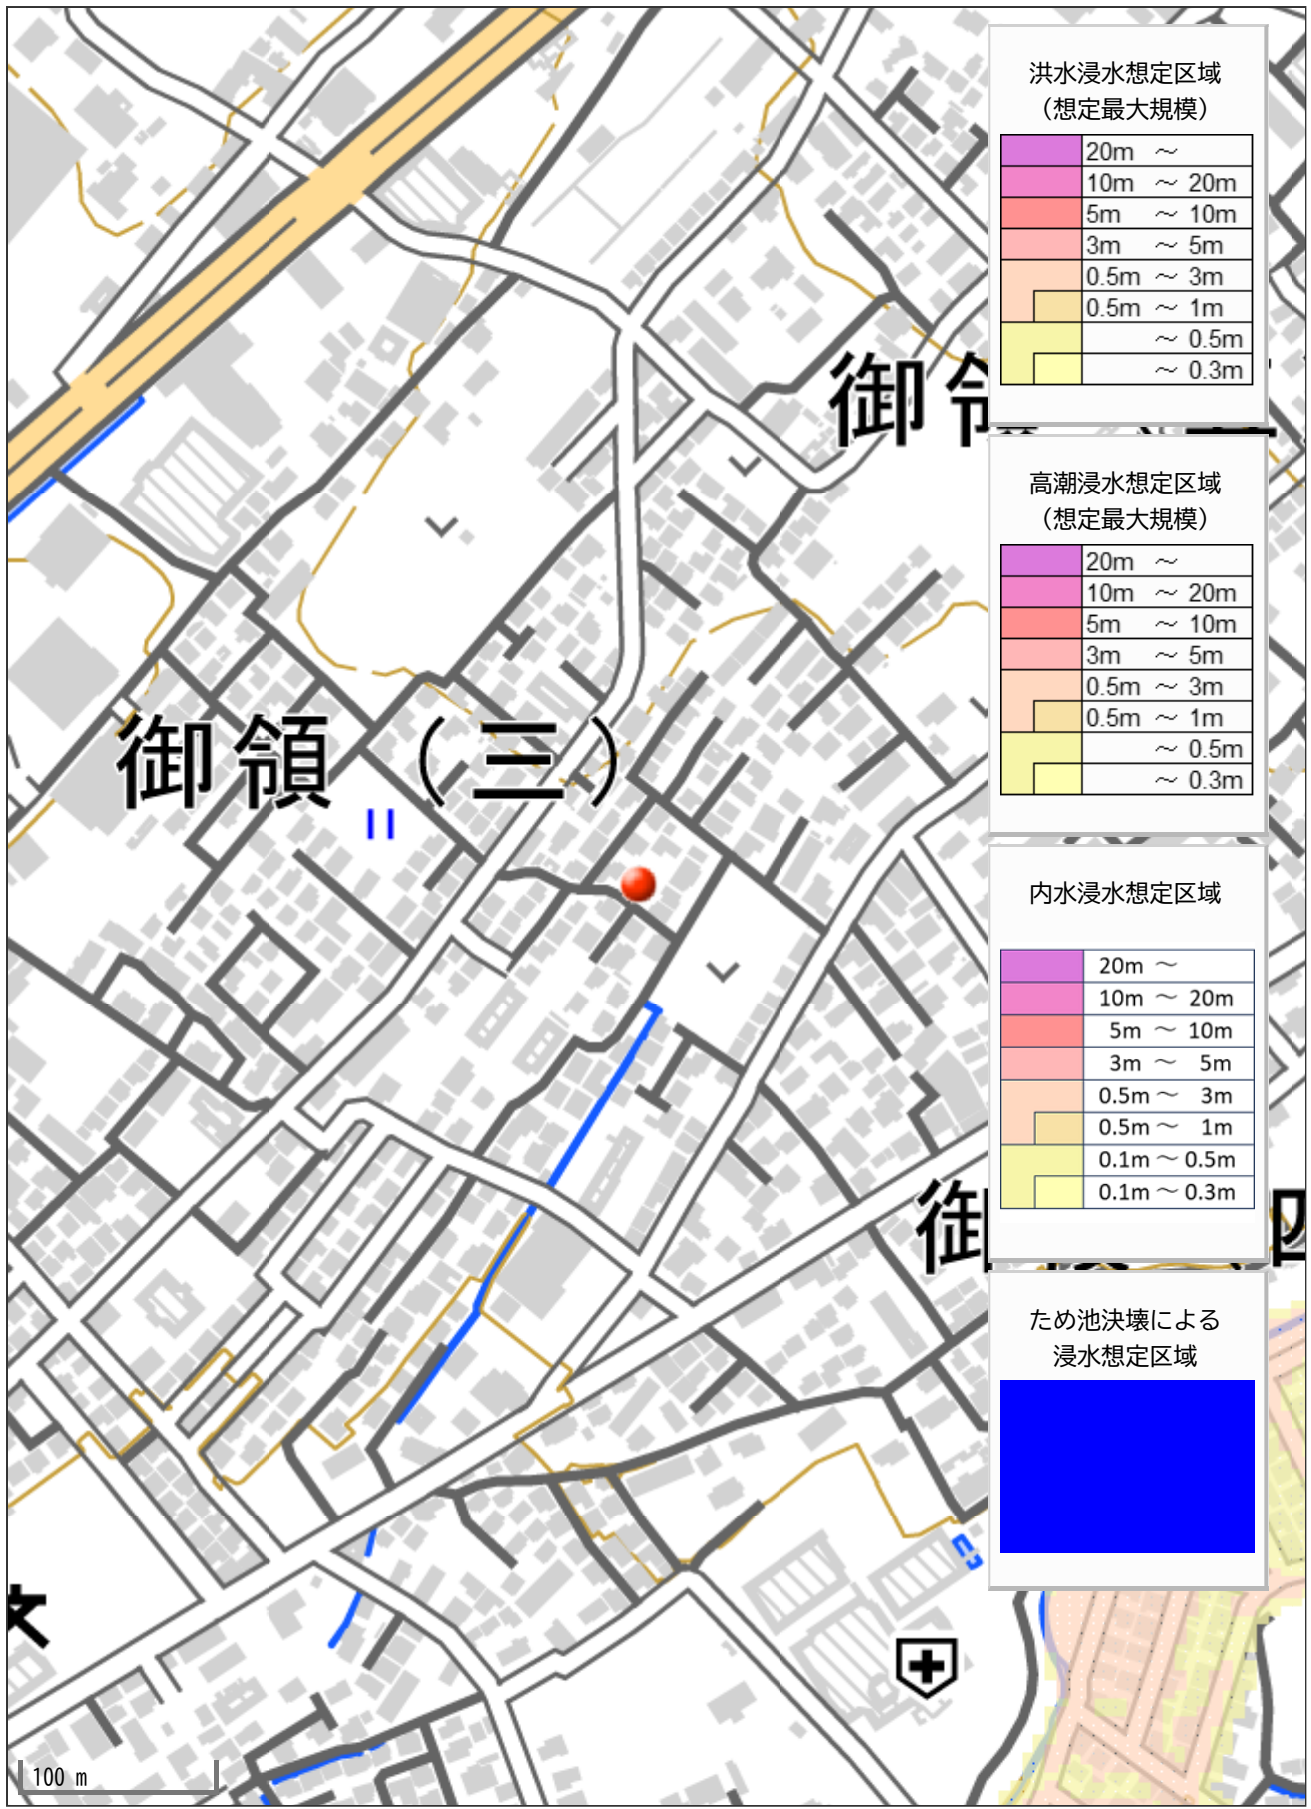 洪水浸水想定区域
（想定最大規模）
20m ～
10m ～ 20m
5m ～ 10m
3m ～ 5m
0.5m ～ 3m
0.5m ～ 1m
～ 0.5m
～ 0.3m
御
高潮浸水想定区域
（想定最大規模）
20m ～
10m ～ 20m
5m ～ 10m
3m ～ 5m
0.5m ～ 3m
0.5m ～ 1m
～ 0.5m
～ 0.3m
御領（三）
内水浸水想定区域
20m ～
10m ～ 20m
5m ～ 10m
3m ～ 5m
0.5m ～ 3m
0.5m ～ 1m
0.1m ～ 0.5m
0.1m ～ 0.3m
御
ため池決壊による
浸水想定区域
100 m